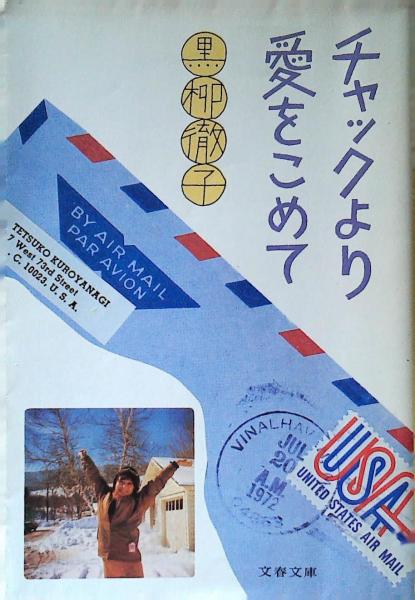 チャックより
愛をこめて
黒柳徹子
BY AIR MAIL
PAR AVION
TETSUKO KUROYANAGI
7 West 73rd Street
. C. 10023, U. S. A.
VINALHAV
JUL
20
A.M.
1972
USA
UNITED STATES AIR MAIL
文春文庫